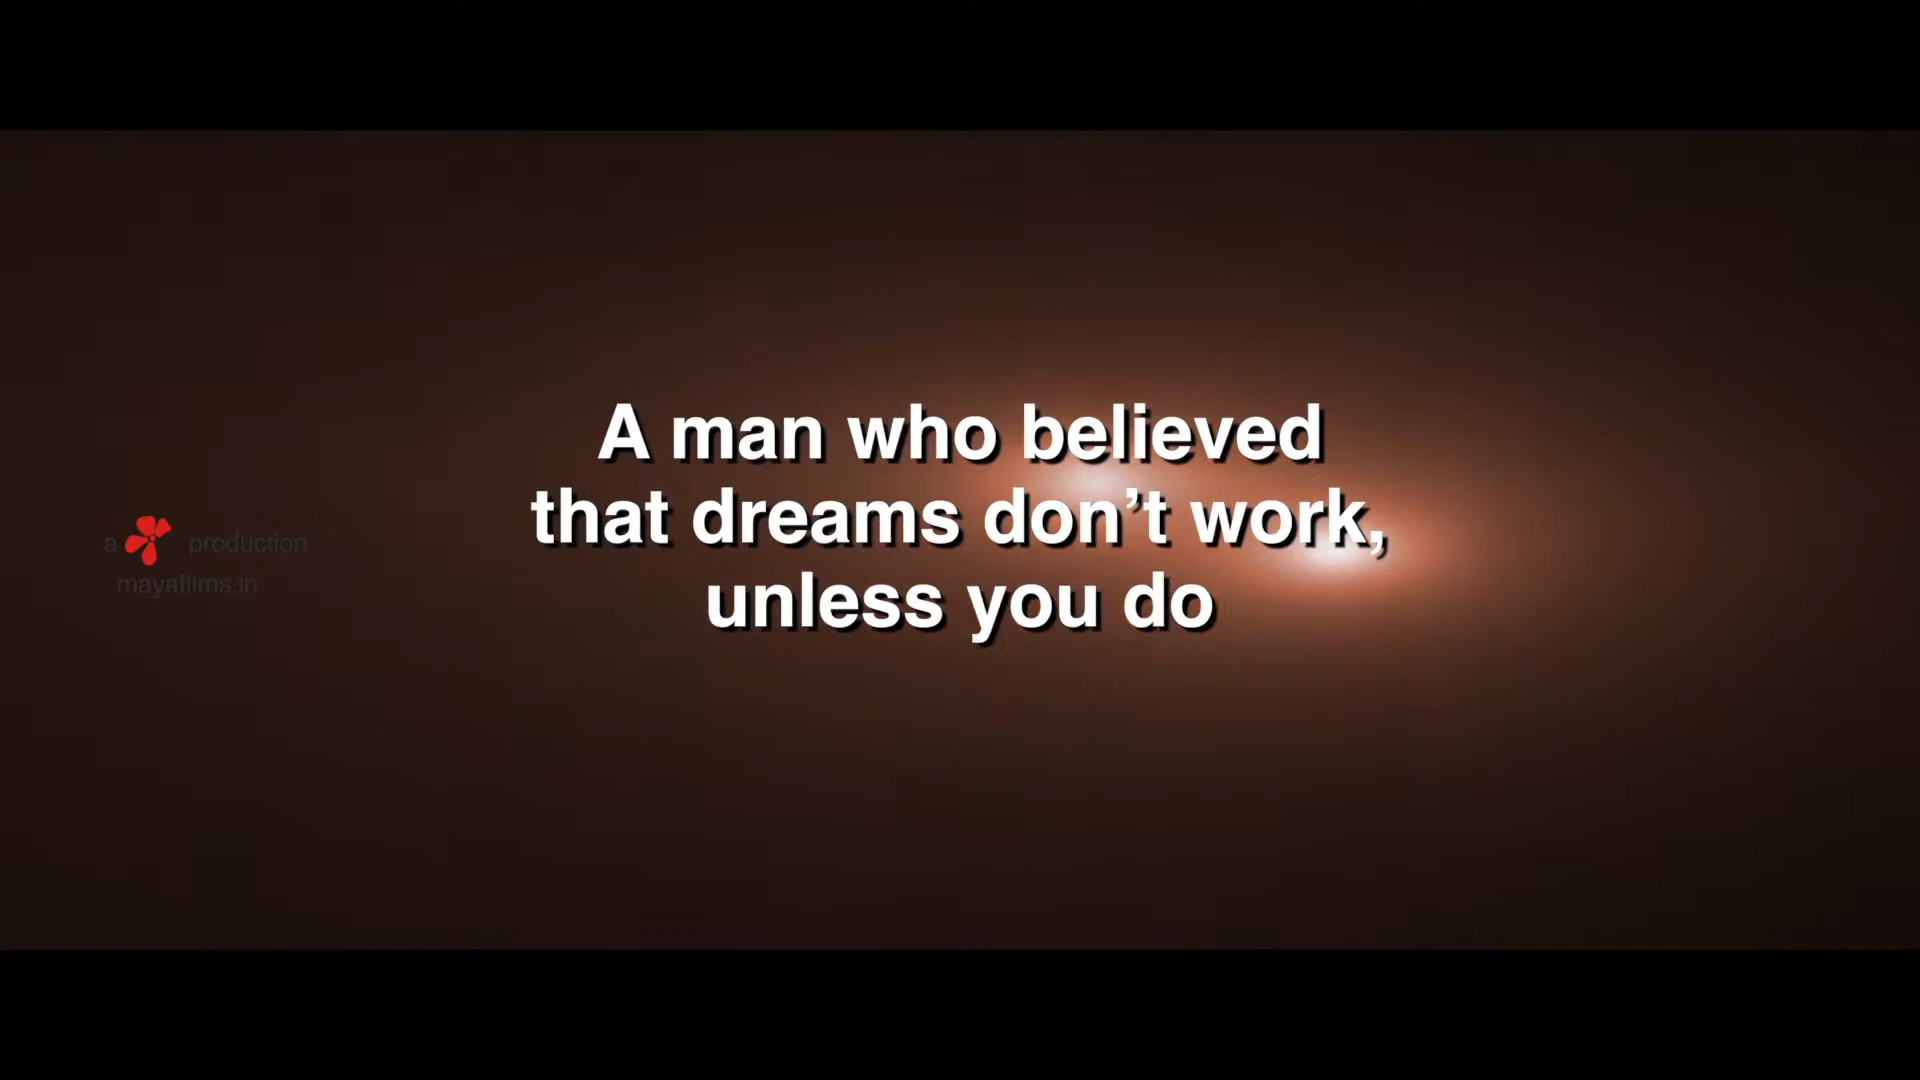 A man who believed
that dreams don’t work,
unless you do
a production
mayafilms.in